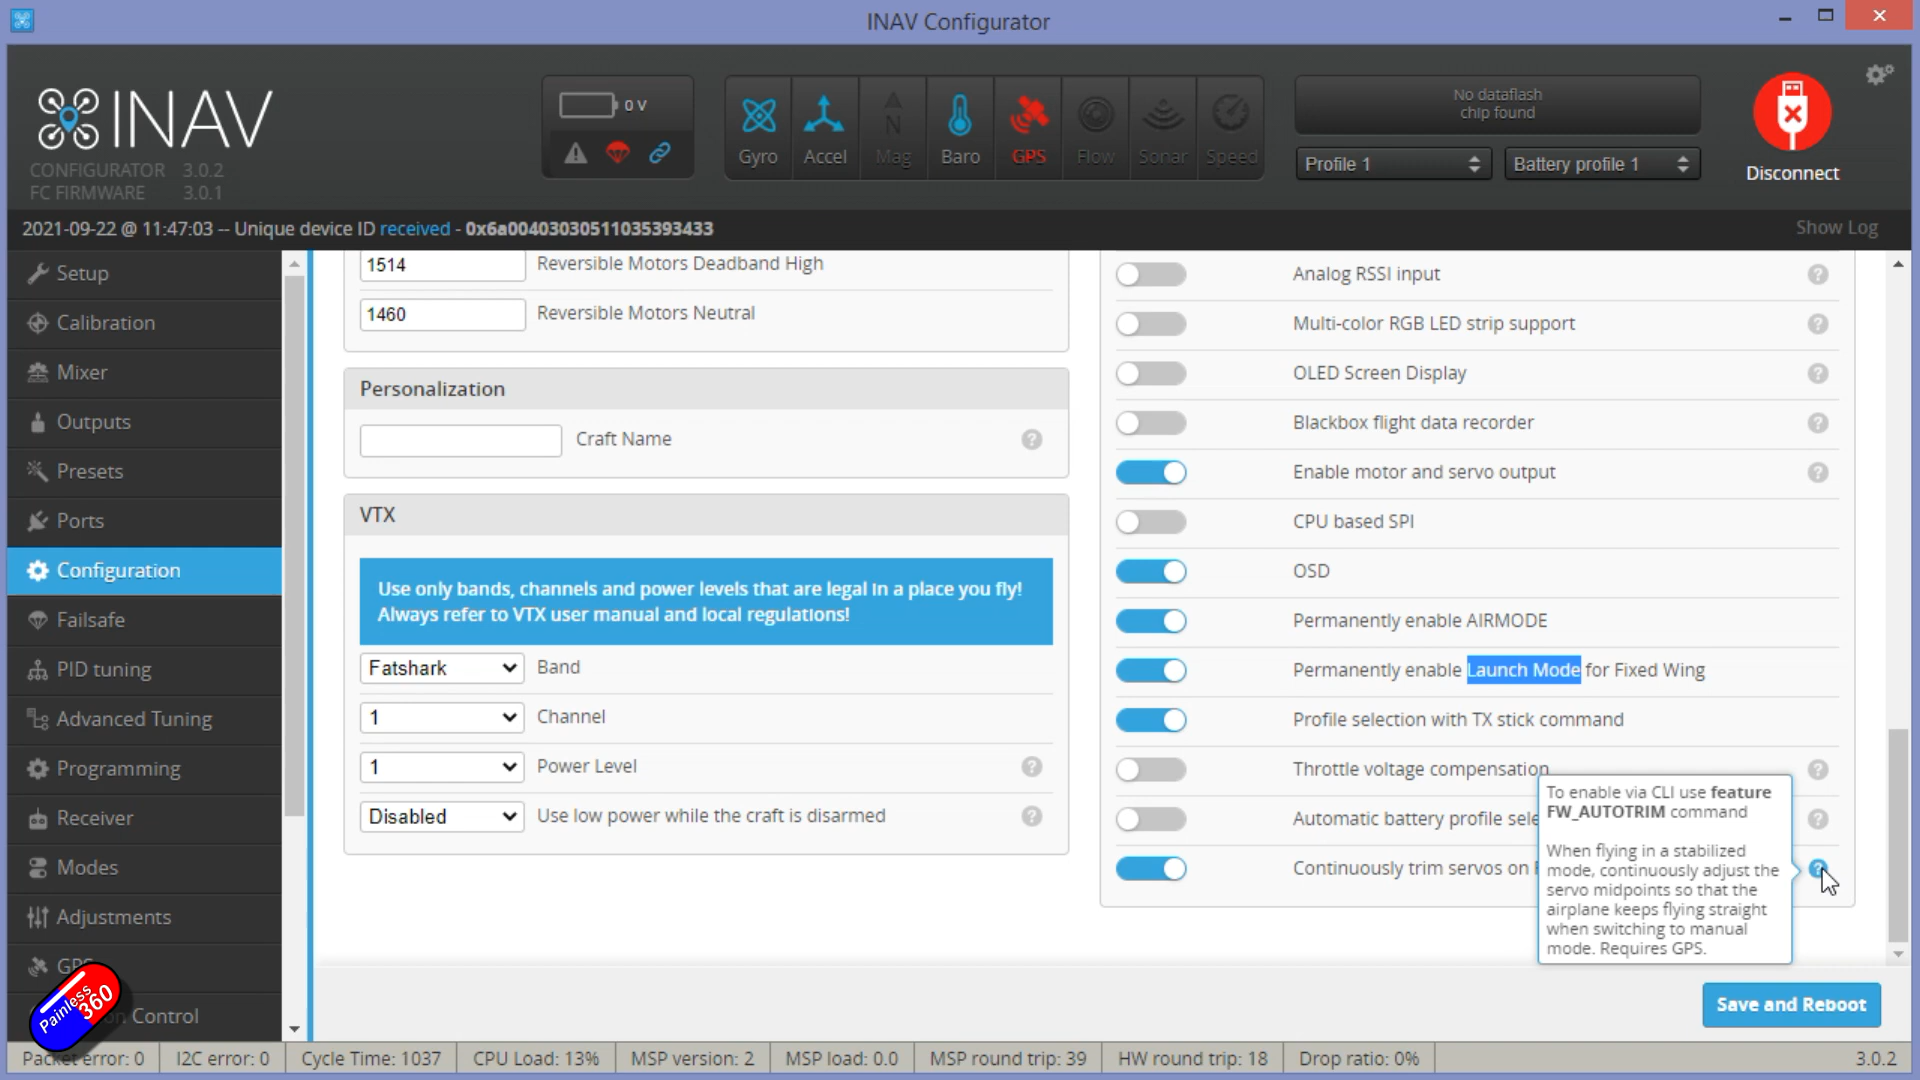 INAV Configurator
INAV
CONFIGURATOR 3.0.2
FC FIRMWARE 3.0.1
0 V
Gyro
Accel
Mag
Baro
GPS
Flow
Sonar
Speed
No dataflash
chip found
Profile 1
Battery profile 1
Disconnect
2021-09-22 @ 11:47:03 -- Unique device ID received - 0x6a00403030511035393433
Show Log
Setup
Calibration
Mixer
Outputs
Presets
Ports
Configuration
Failsafe
PID tuning
Advanced Tuning
Programming
Receiver
Modes
Adjustments
GPS
n Control
Painless
360
1514 Reversible Motors Deadband High
1460 Reversible Motors Neutral
Personalization
Craft Name
VTX
Use only bands, channels and power levels that are legal in a place you fly!
Always refer to VTX user manual and local regulations!
Fatshark Band
1 Channel
1 Power Level
Disabled Use low power while the craft is disarmed
Analog RSSI input
Multi-color RGB LED strip support
OLED Screen Display
Blackbox flight data recorder
Enable motor and servo output
CPU based SPI
OSD
Permanently enable AIRMODE
Permanently enable Launch Mode for Fixed Wing
Profile selection with TX stick command
Throttle voltage compensation
Automatic battery profile sele
Continuously trim servos on
To enable via CLI use feature
FW_AUTOTRIM command
When flying in a stabilized
mode, continuously adjust the
servo midpoints so that the
airplane keeps flying straight
when switching to manual
mode. Requires GPS.
Save and Reboot
Packet error: 0
I2C error: 0
Cycle Time: 1037
CPU Load: 13%
MSP version: 2
MSP load: 0.0
MSP round trip: 39
HW round trip: 18
Drop ratio: 0%
3.0.2